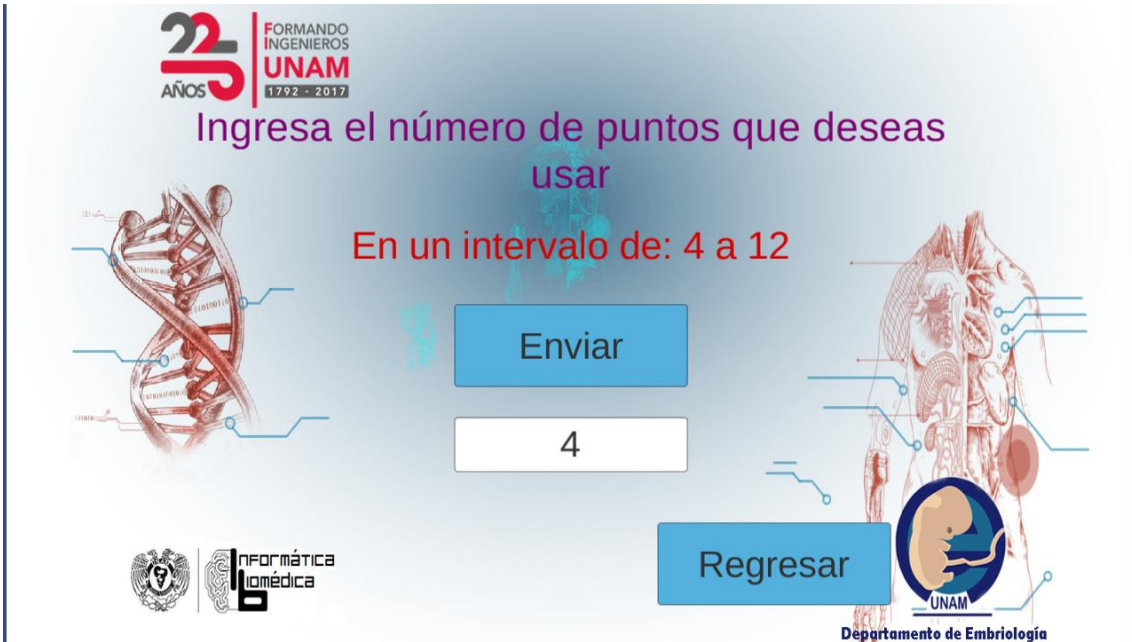 225 AÑOS
FORMANDO
INGENIEROS
UNAM
1792 - 2017
Ingresa el número de puntos que deseas
usar
En un intervalo de: 4 a 12
Enviar
4
Regresar
Informática
Biomédica
UNAM
Departamento de Embriología